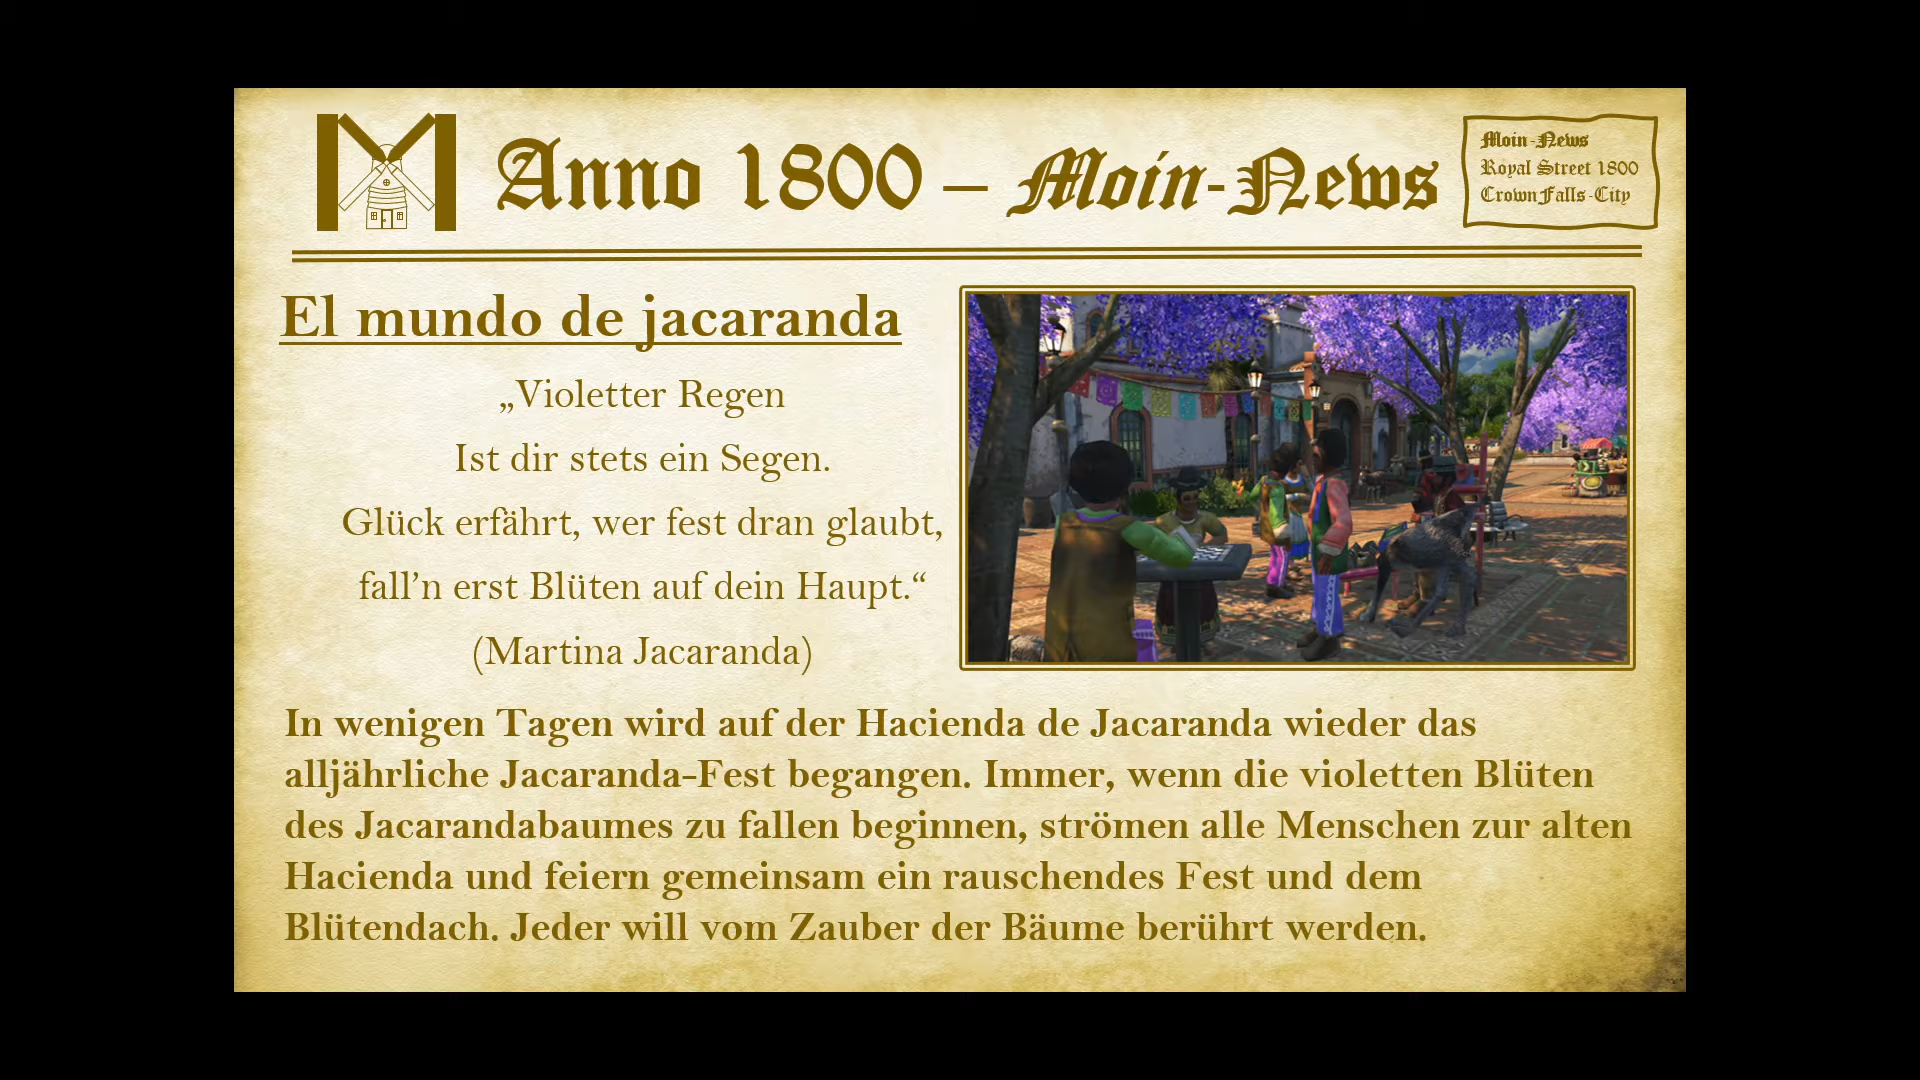 Anno 1800 – Moin-News
Moin-News
Royal Street 1800
CrownFalls-City
El mundo de jacaranda
„Violetter Regen
Ist dir stets ein Segen.
Glück erfährt, wer fest dran glaubt,
fall’n erst Blüten auf dein Haupt.“
(Martina Jacaranda)
In wenigen Tagen wird auf der Hacienda de Jacaranda wieder das
alljährliche Jacaranda-Fest begangen. Immer, wenn die violetten Blüten
des Jacarandabaumes zu fallen beginnen, strömen alle Menschen zur alten
Hacienda und feiern gemeinsam ein rauschendes Fest und dem
Blütendach. Jeder will vom Zauber der Bäume berührt werden.